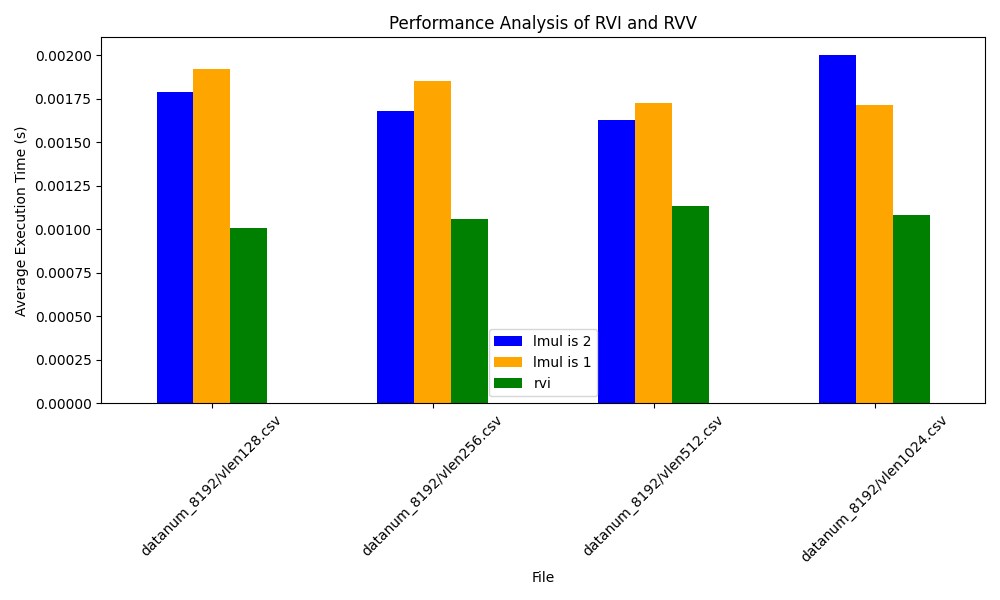 Performance Analysis of RVI and RVV
Average Execution Time (s)
0.00200
0.00175
0.00150
0.00125
0.00100
0.00075
0.00050
0.00025
0.00000
lmul is 2
lmul is 1
rvi
datanum_8192/vlen128.csv
datanum_8192/vlen256.csv
datanum_8192/vlen512.csv
datanum_8192/vlen1024.csv
File